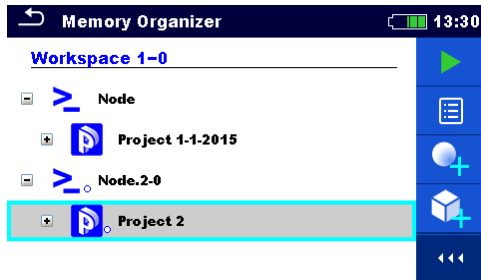 Memory Organizer
13:30
Workspace 1-0
Node
Project 1-1-2015
Node.2-0
Project 2